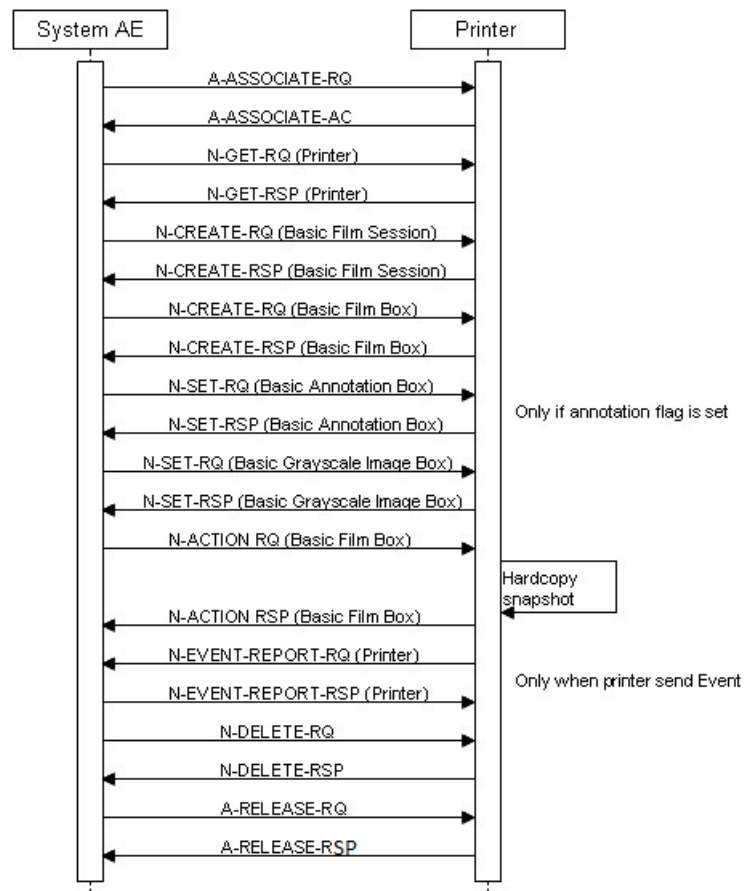 System AE
Printer
A-ASSOCIATE-RQ
A-ASSOCIATE-AC
N-GET-RQ (Printer)
N-GET-RSP (Printer)
N-CREATE-RQ (Basic Film Session)
N-CREATE-RSP (Basic Film Session)
N-CREATE-RQ (Basic Film Box)
N-CREATE-RSP (Basic Film Box)
N-SET-RQ (Basic Annotation Box)
Only if annotation flag is set
N-SET-RSP (Basic Annotation Box)
N-SET-RQ (Basic Grayscale Image Box)
N-SET-RSP (Basic Grayscale Image Box)
N-ACTION RQ (Basic Film Box)
Hardcopy
snapshot
N-ACTION RSP (Basic Film Box)
N-EVENT-REPORT-RQ (Printer)
Only when printer send Event
N-EVENT-REPORT-RSP (Printer)
N-DELETE-RQ
N-DELETE-RSP
A-RELEASE-RQ
A-RELEASE-RSP